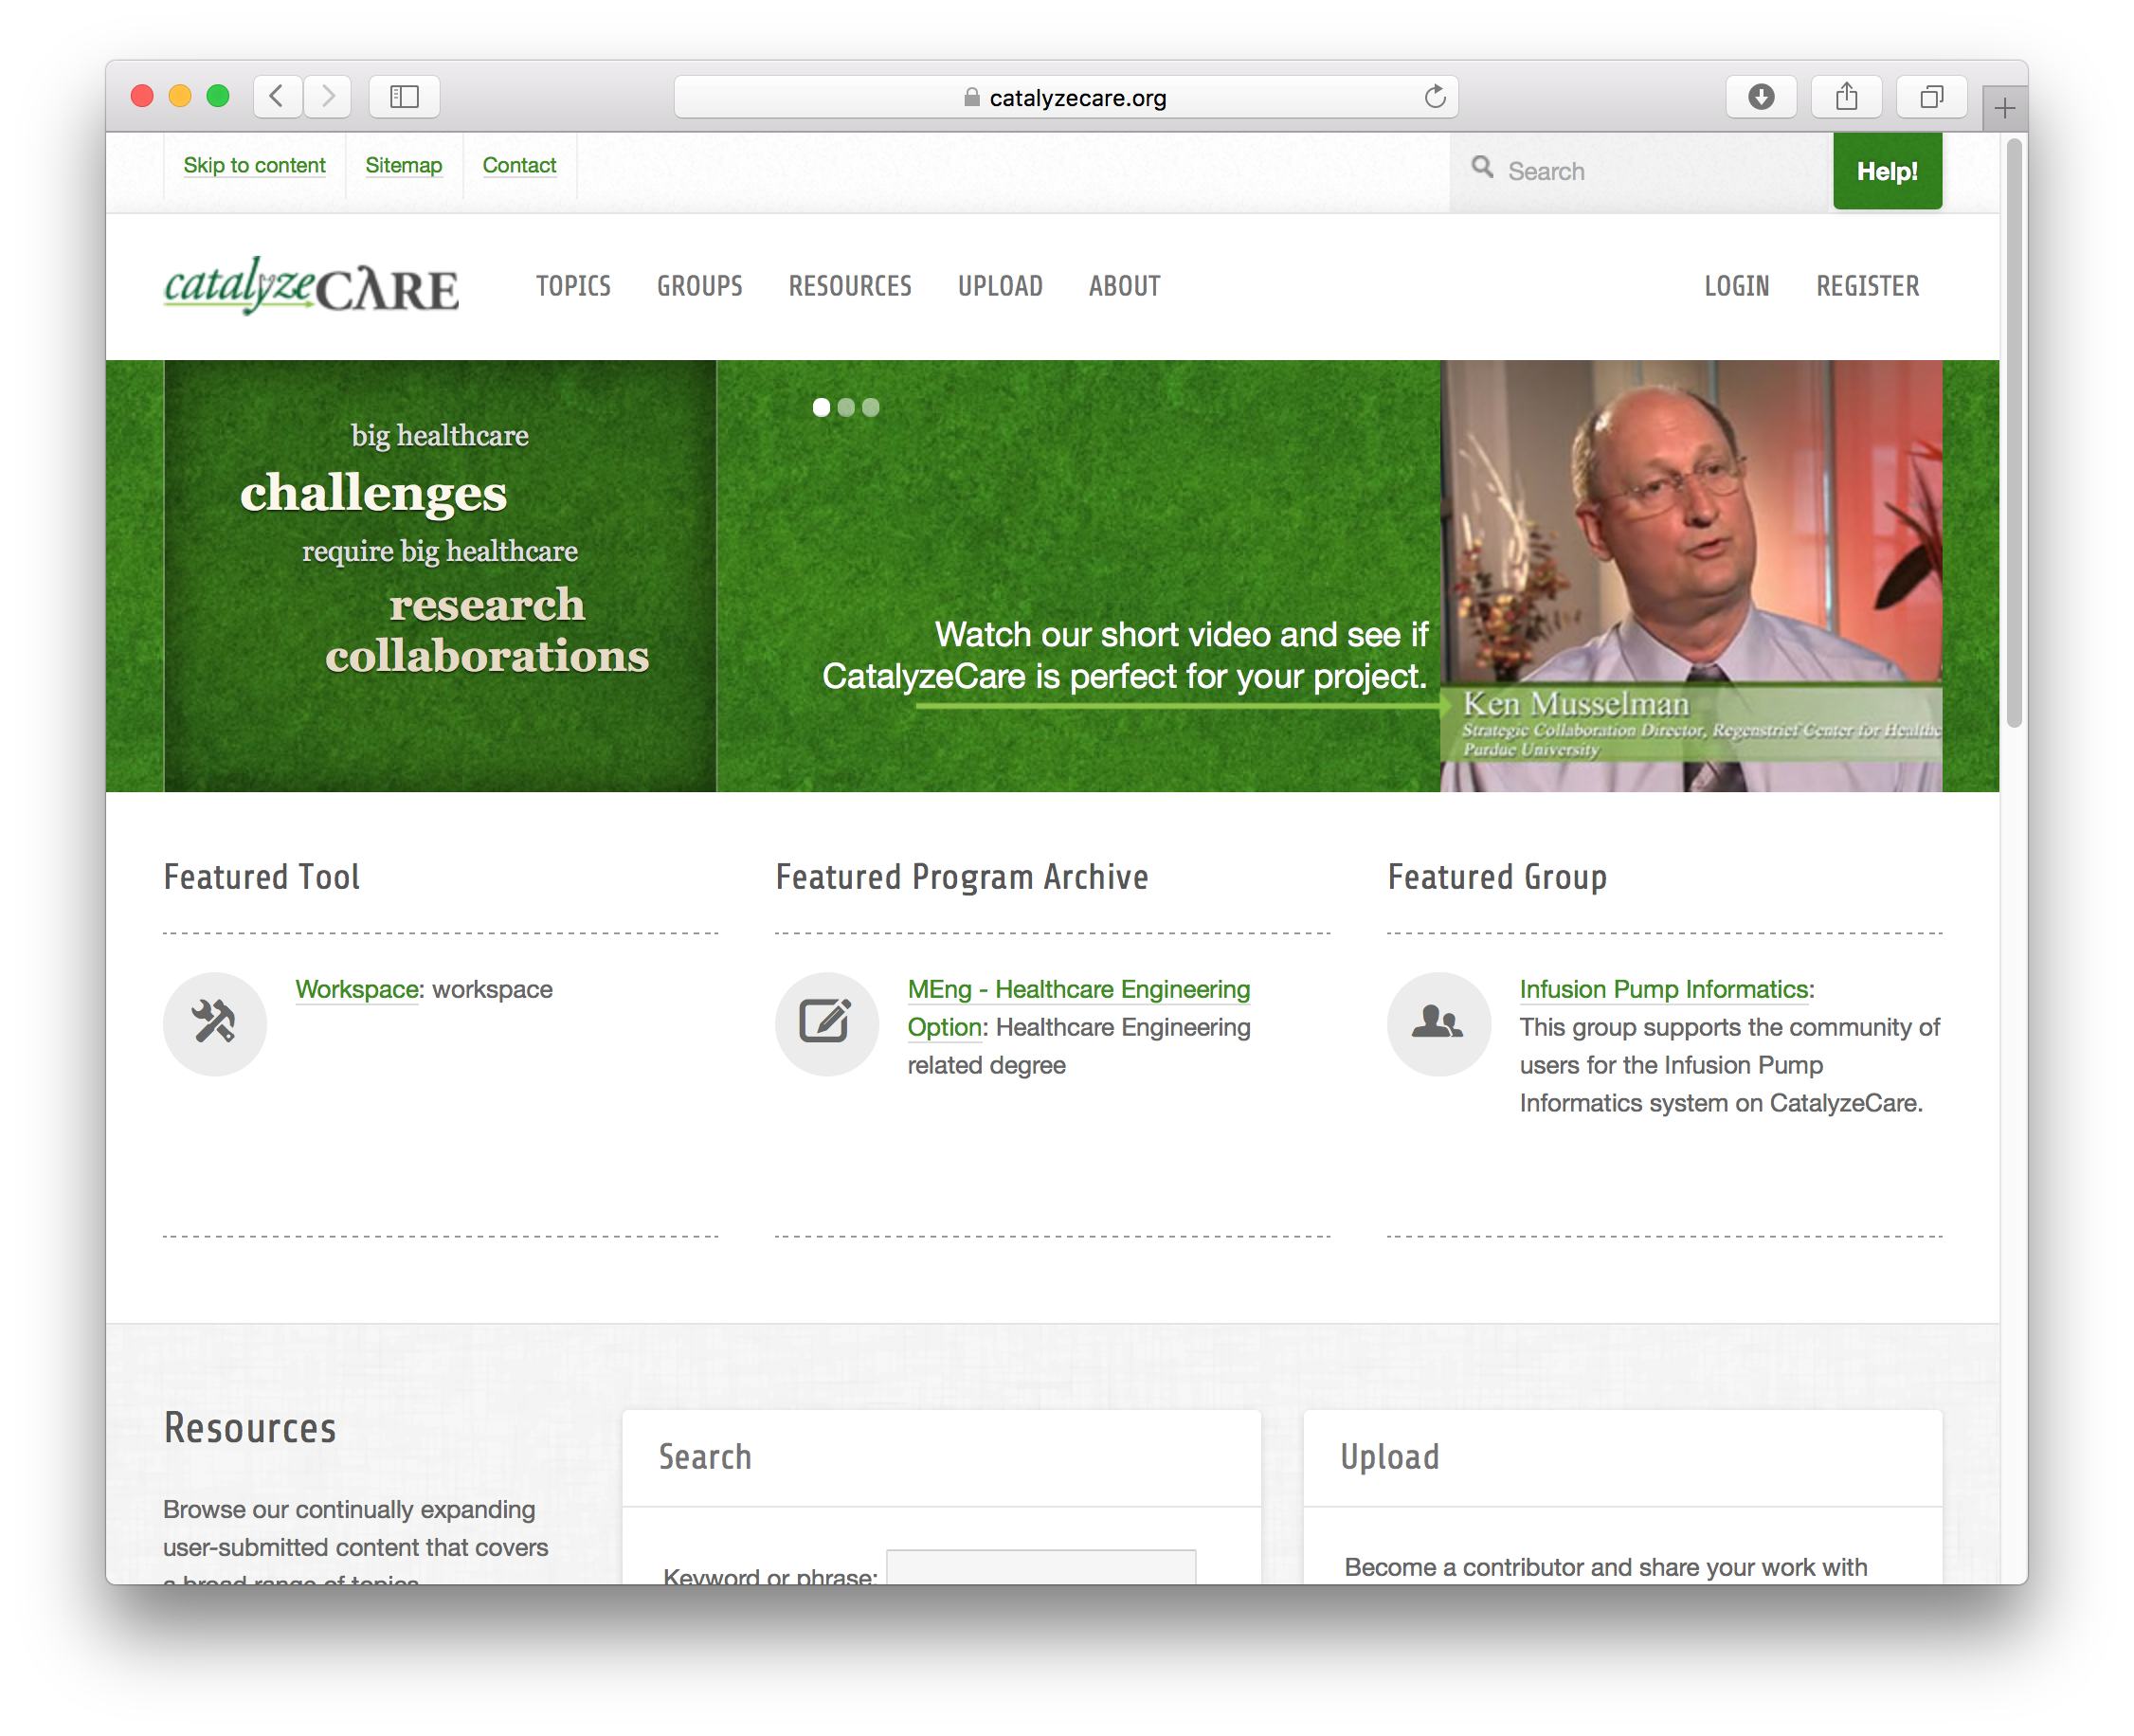 catalyzecare.org
Skip to content
Sitemap
Contact
Search
Help!
catalyzeCARE
TOPICS
GROUPS
RESOURCES
UPLOAD
ABOUT
LOGIN
REGISTER
big healthcare
challenges
require big healthcare
research
collaborations
Watch our short video and see if
CatalyzeCare is perfect for your project.
Ken Musselman
Strategic Collaboration Director, Regenstrief Center for Healthc
Purdue University
Featured Tool
Workspace: workspace
Featured Program Archive
MEng - Healthcare Engineering
Option: Healthcare Engineering
related degree
Featured Group
Infusion Pump Informatics:
This group supports the community of
users for the Infusion Pump
Informatics system on CatalyzeCare.
Resources
Browse our continually expanding
user-submitted content that covers
a broad range of topics
Search
Keyword or phrase:
Upload
Become a contributor and share your work with